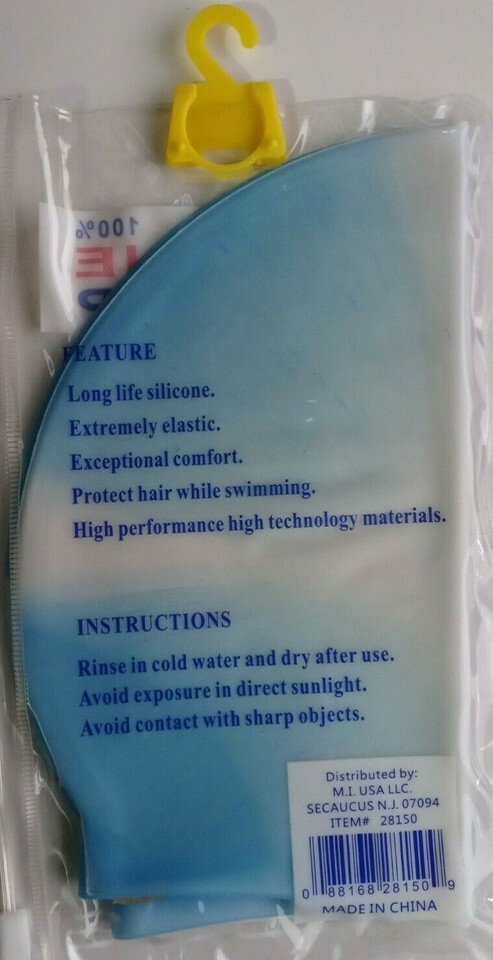 100%
FEATURE
Long life silicone.
Extremely elastic.
Exceptional comfort.
Protect hair while swimming.
High performance high technology materials.
INSTRUCTIONS
Rinse in cold water and dry after use.
Avoid exposure in direct sunlight.
Avoid contact with sharp objects.
Distributed by:
M.I. USA LLC.
SECAUCUS N.J. 07094
ITEM# 28150
0 88168 28150 9
MADE IN CHINA